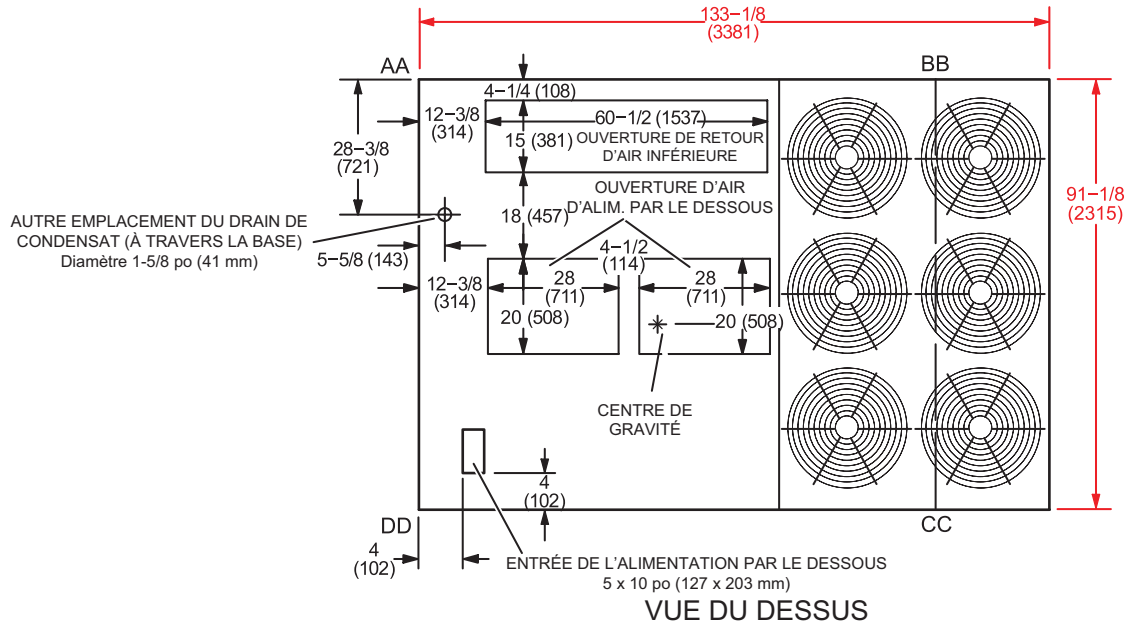 133–1/8
(3381)
AA
BB
4–1/4 (108)
12–3/8
(314)
60–1/2 (1537)
15 (381)
OUVERTURE DE RETOUR
D'AIR INFÉRIEURE
28–3/8
(721)
91–1/8
(2315)
OUVERTURE D'AIR
D'ALIM. PAR LE DESSOUS
18 (457)
AUTRE EMPLACEMENT DU DRAIN DE
CONDENSAT (À TRAVERS LA BASE)
Diamètre 1-5/8 po (41 mm)
5–5/8 (143)
4–1/2
(114)
12–3/8
(314)
28
(711)
28
(711)
20 (508)
20 (508)
CENTRE DE
GRAVITÉ
4
(102)
DD
CC
4
(102)
ENTRÉE DE L'ALIMENTATION PAR LE DESSOUS
5 x 10 po (127 x 203 mm)
VUE DU DESSUS